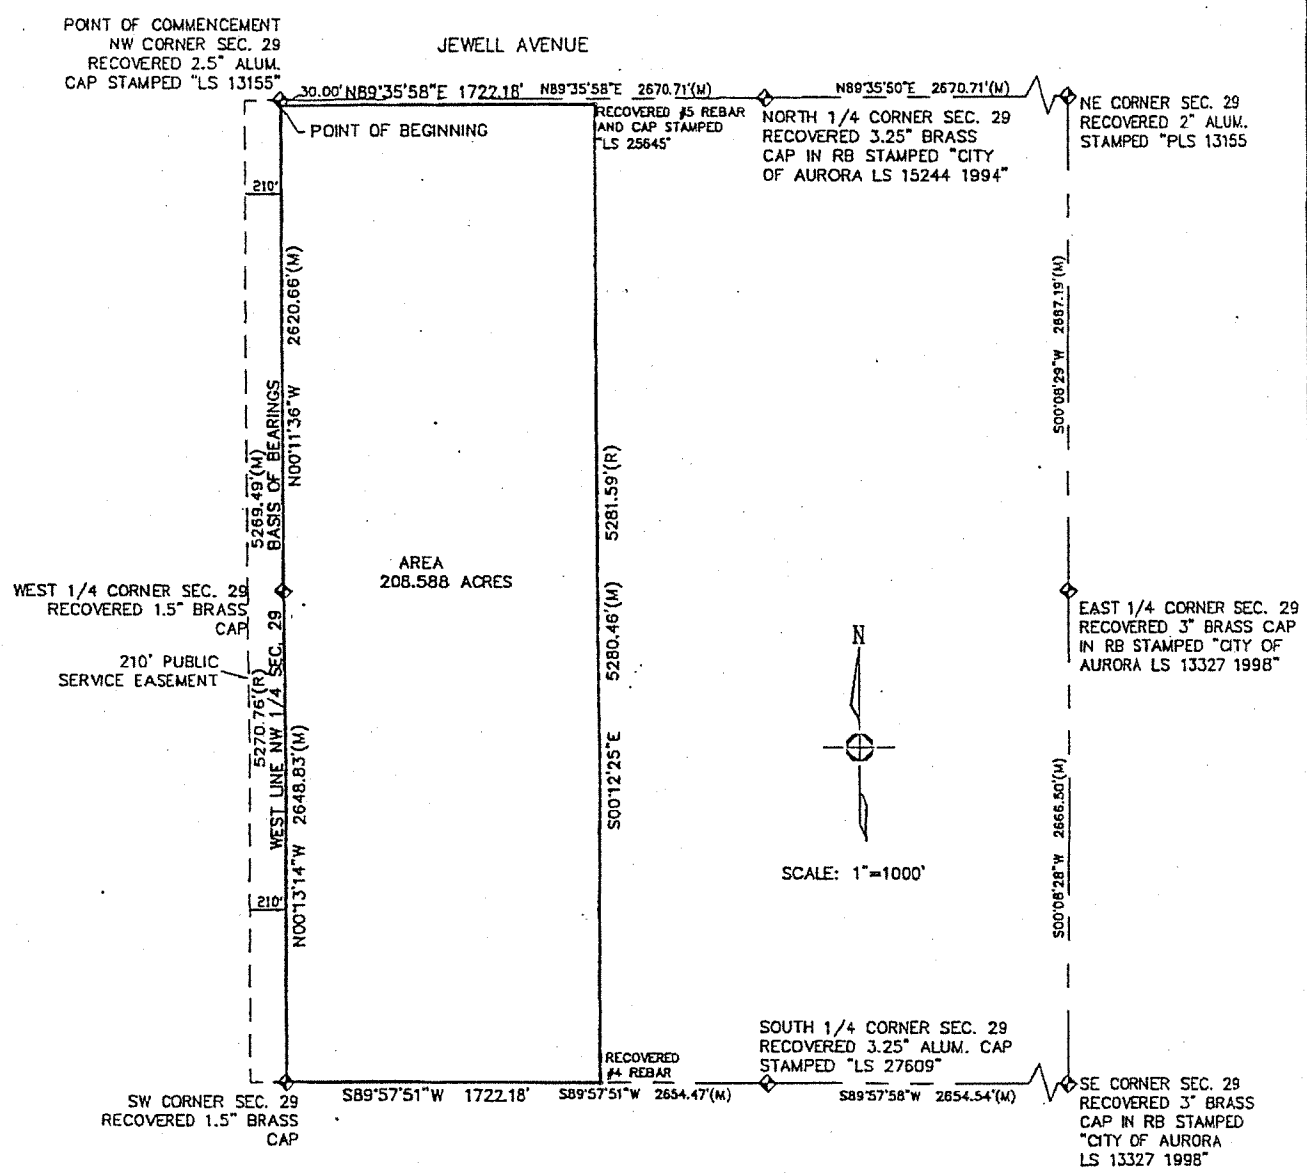 POINT OF COMMENCEMENT
NW CORNER SEC. 29
RECOVERED 2.5" ALUM.
CAP STAMPED "LS 13155"
JEWELL AVENUE
30.00' N89°35'58"E 1722.18'
N89°35'58"E 2670.71'(M)
N89°35'50"E 2670.71'(M)
POINT OF BEGINNING
RECOVERED #5 REBAR
AND CAP STAMPED
"LS 25645"
NORTH 1/4 CORNER SEC. 29
RECOVERED 3.25" BRASS
CAP IN RB STAMPED "CITY
OF AURORA LS 15244 1994"
NE CORNER SEC. 29
RECOVERED 2" ALUM.
STAMPED "PLS 13155
210'
N00°11'36"W 2620.66'(M)
5269.49'(M)
BASIS OF BEARINGS
S00°08'29"W 2687.19'(M)
5281.59'(R)
AREA
208.588 ACRES
WEST 1/4 CORNER SEC. 29
RECOVERED 1.5" BRASS
CAP
5280.46'(M)
EAST 1/4 CORNER SEC. 29
RECOVERED 3" BRASS CAP
IN RB STAMPED "CITY OF
AURORA LS 13327 1998"
210' PUBLIC
SERVICE EASEMENT
5270.76'(R)
WEST LINE NW 1/4 SEC. 29
N00°13'14"W 2648.83'(M)
N
S00°12'25"E
S00°08'28"W 2666.50'(M)
SCALE: 1"=1000'
210'
SOUTH 1/4 CORNER SEC. 29
RECOVERED 3.25" ALUM. CAP
STAMPED "LS 27609"
RECOVERED
#4 REBAR
S89°57'51"W 1722.18'
S89°57'51"W 2654.47'(M)
S89°57'58"W 2654.54'(M)
SW CORNER SEC. 29
RECOVERED 1.5" BRASS
CAP
SE CORNER SEC. 29
RECOVERED 3" BRASS
CAP IN RB STAMPED
"CITY OF AURORA
LS 13327 1998"